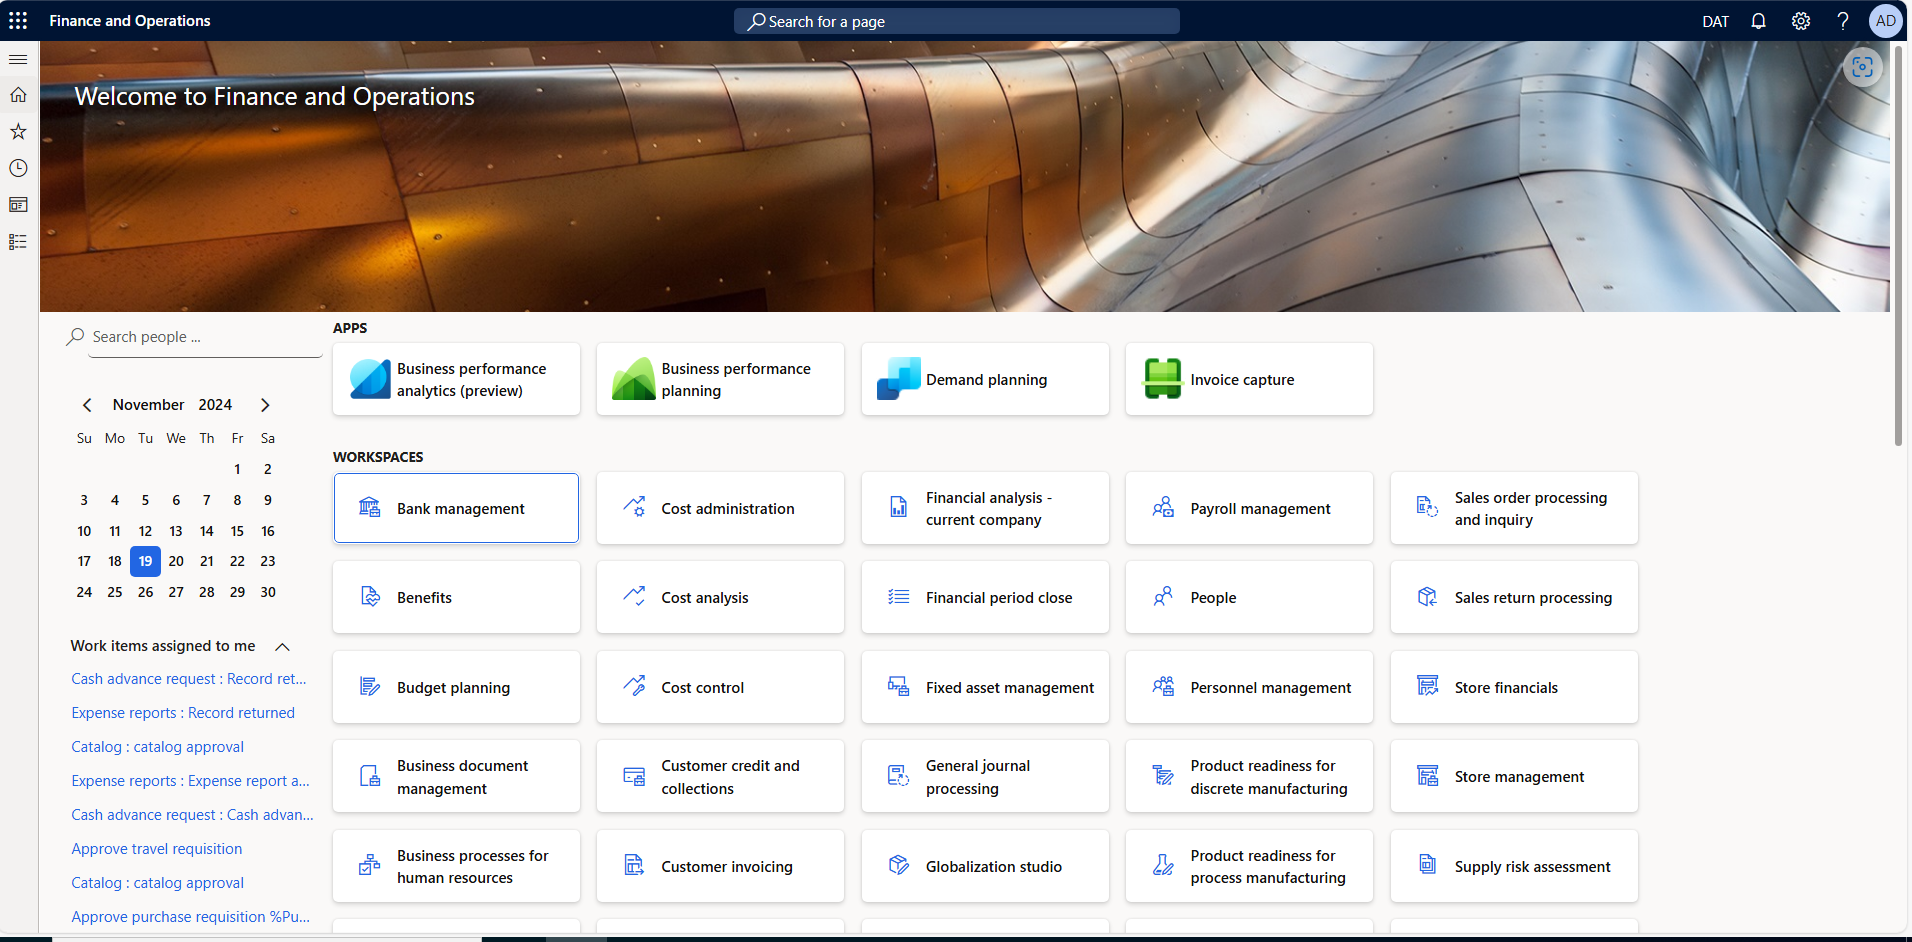 Finance and Operations
Search for a page
DAT
AD
Welcome to Finance and Operations
Search people ...
November 2024
Su Mo Tu We Th Fr Sa
1 2
3 4 5 6 7 8 9
10 11 12 13 14 15 16
17 18 19 20 21 22 23
24 25 26 27 28 29 30
Work items assigned to me
Cash advance request : Record ret...
Expense reports : Record returned
Catalog : catalog approval
Expense reports : Expense report a...
Cash advance request : Cash advan...
Approve travel requisition
Catalog : catalog approval
Approve purchase requisition %Pu...
APPS
Business performance
analytics (preview)
Business performance
planning
Demand planning
Invoice capture
WORKSPACES
Bank management
Cost administration
Financial analysis -
current company
Payroll management
Sales order processing
and inquiry
Benefits
Cost analysis
Financial period close
People
Sales return processing
Budget planning
Cost control
Fixed asset management
Personnel management
Store financials
Business document
management
Customer credit and
collections
General journal
processing
Product readiness for
discrete manufacturing
Store management
Business processes for
human resources
Customer invoicing
Globalization studio
Product readiness for
process manufacturing
Supply risk assessment